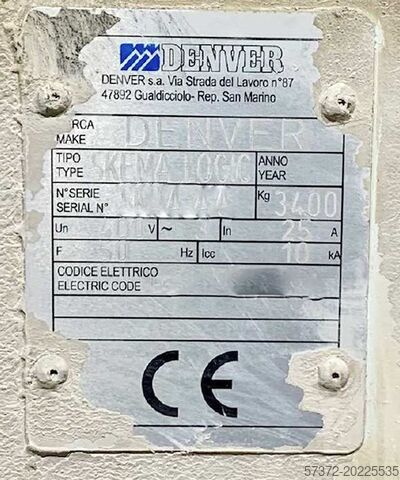 DENVER
DENVER s.a. Via Strada del Lavoro n°87
47892 Gualdicciolo- Rep. San Marino
RCA
MAKE DENVER
TIPO
TYPE SKEMA LOGIC ANNO
YEAR
N° SERIE
SERIAL N° Kg 3400
Un 400 V ~ In 25 A
F Hz Icc 10 kA
CODICE ELETTRICO
ELECTRIC CODE
CE
57372-20225535